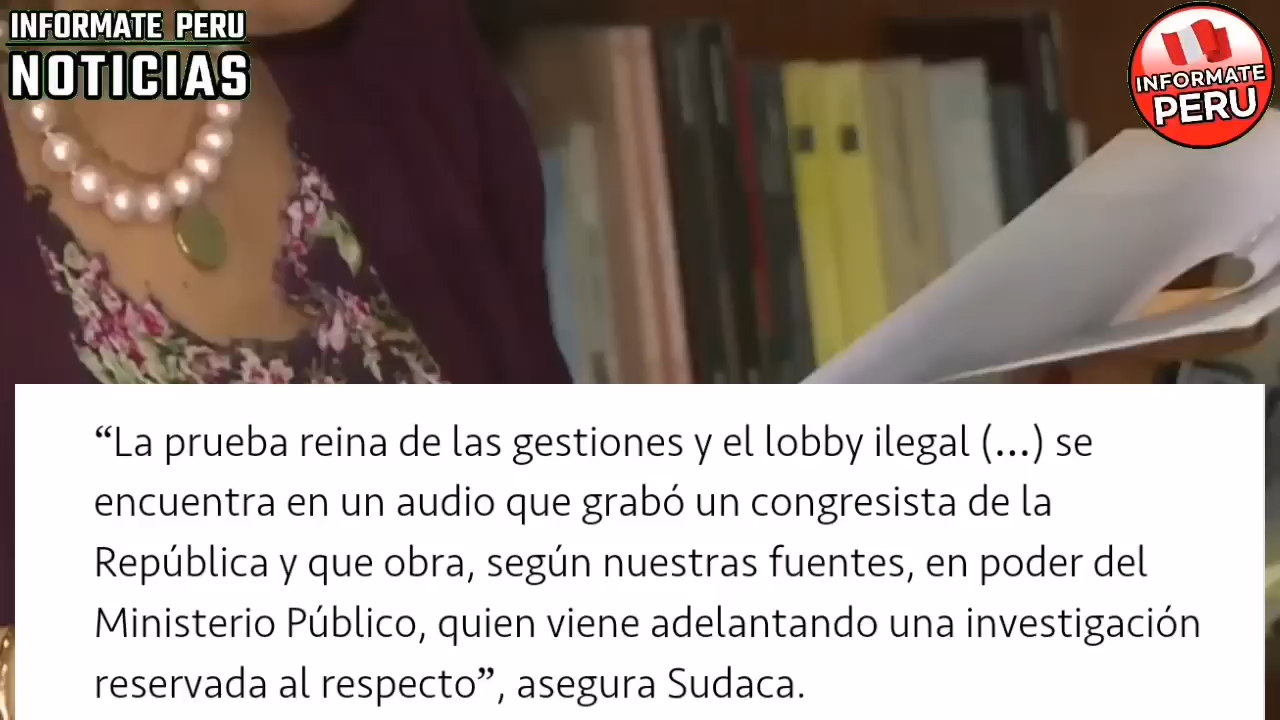 INFORMATE PERU
NOTICIAS
INFORMATE
PERU
“La prueba reina de las gestiones y el lobby ilegal (...) se
encuentra en un audio que grabó un congresista de la
República y que obra, según nuestras fuentes, en poder del
Ministerio Público, quien viene adelantando una investigación
reservada al respecto”, asegura Sudaca.